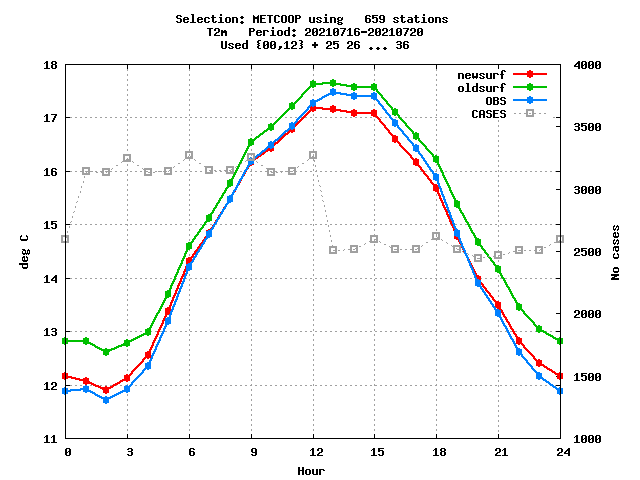 Selection: METCOOP using   659 stations
T2m   Period: 20210716-20210720
Used {00,12} + 25 26 ... 36
18 4000
newsurf
oldsurf
OBS
CASES
17 3500
16 3000
15 2500
14 2000
13
12 1500
11 1000
deg C
No cases
0 3 6 9 12 15 18 21 24
Hour